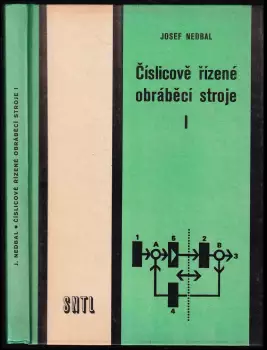 J. NEDBAL • ČÍSLICOVĚ ŘÍZENÉ OBRÁBĚCÍ STROJE I
JOSEF NEDBAL
Číslicově řízené
obráběcí stroje
I
1 6 2
A B 3
4
SNTL